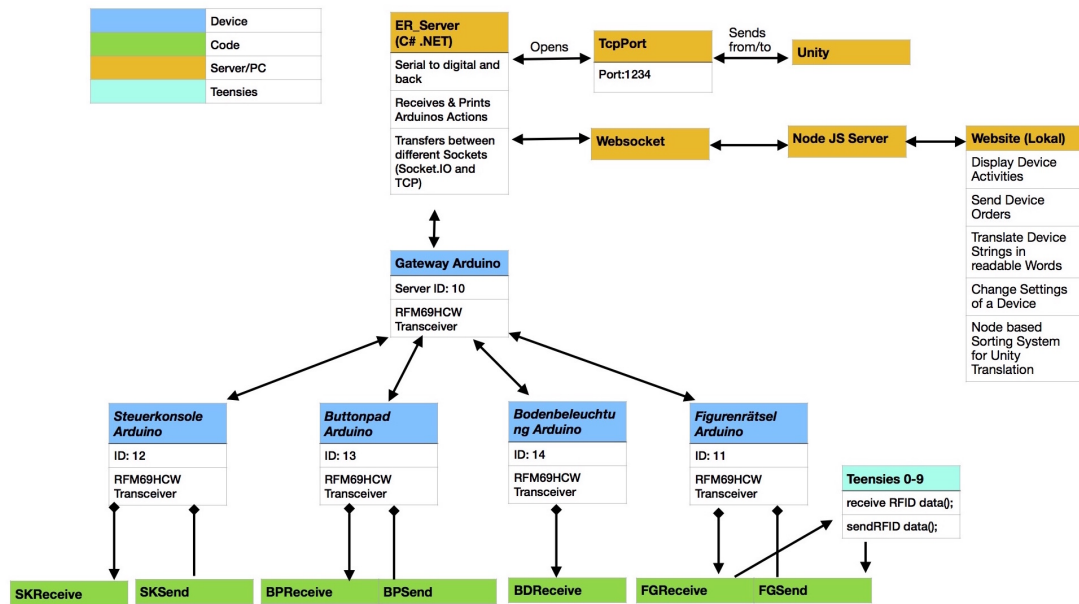 Device
Code
Server/PC
Teensies
ER_Server
(C# .NET)
Serial to digital and
back
Receives & Prints
Arduinos Actions
Transfers between
different Sockets
(Socket.IO and
TCP)
Opens
TcpPort
Port:1234
Sends
from/to
Unity
Websocket
Node JS Server
Website (Lokal)
Display Device
Activities
Send Device
Orders
Translate Device
Strings in
readable Words
Change Settings
of a Device
Node based
Sorting System
for Unity
Translation
Gateway Arduino
Server ID: 10
RFM69HCW
Transceiver
Steuerkonsole
Arduino
ID: 12
RFM69HCW
Transceiver
Buttonpad
Arduino
ID: 13
RFM69HCW
Transceiver
Bodenbeleuchtu
ng Arduino
ID: 14
RFM69HCW
Transceiver
Figurenrätsel
Arduino
ID: 11
RFM69HCW
Transceiver
Teensies 0-9
receive RFID data();
sendRFID data();
SKReceive
SKSend
BPReceive
BPSend
BDReceive
FGReceive
FGSend